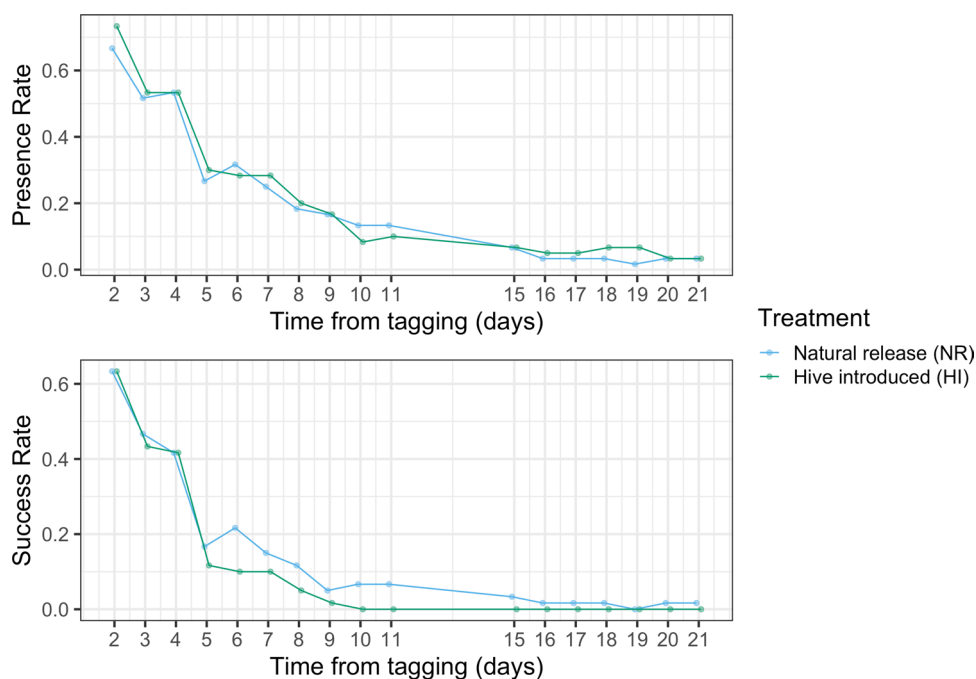 Presence Rate
0.6
0.4
0.2
0.0
2 3 4 5 6 7 8 9 10 11 15 16 17 18 19 20 21
Time from tagging (days)
Success Rate
0.6
0.4
0.2
0.0
2 3 4 5 6 7 8 9 10 11 15 16 17 18 19 20 21
Time from tagging (days)
Treatment
Natural release (NR)
Hive introduced (HI)